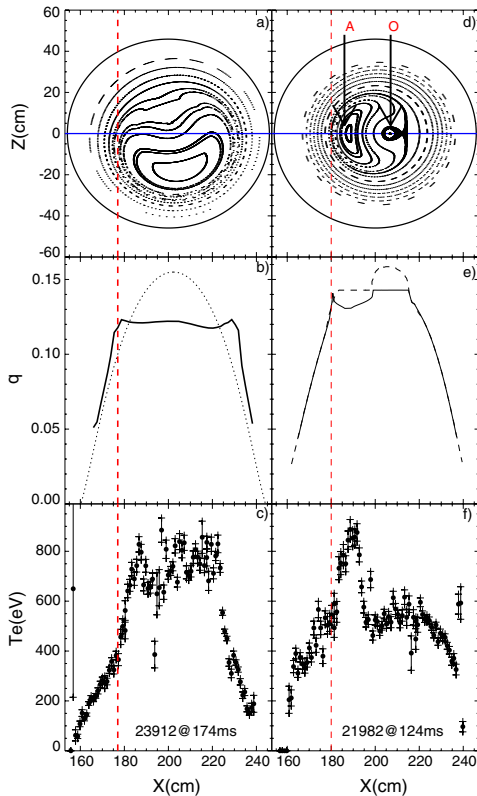 a)
d)
A
O
60
40
20
0
-20
-40
-60
Z(cm)
b)
e)
0.15
0.10
0.05
0.00
q
c)
f)
800
600
400
200
0
Te(eV)
23912@174ms
21982@124ms
160 180 200 220 240
160 180 200 220 240
X(cm)
X(cm)